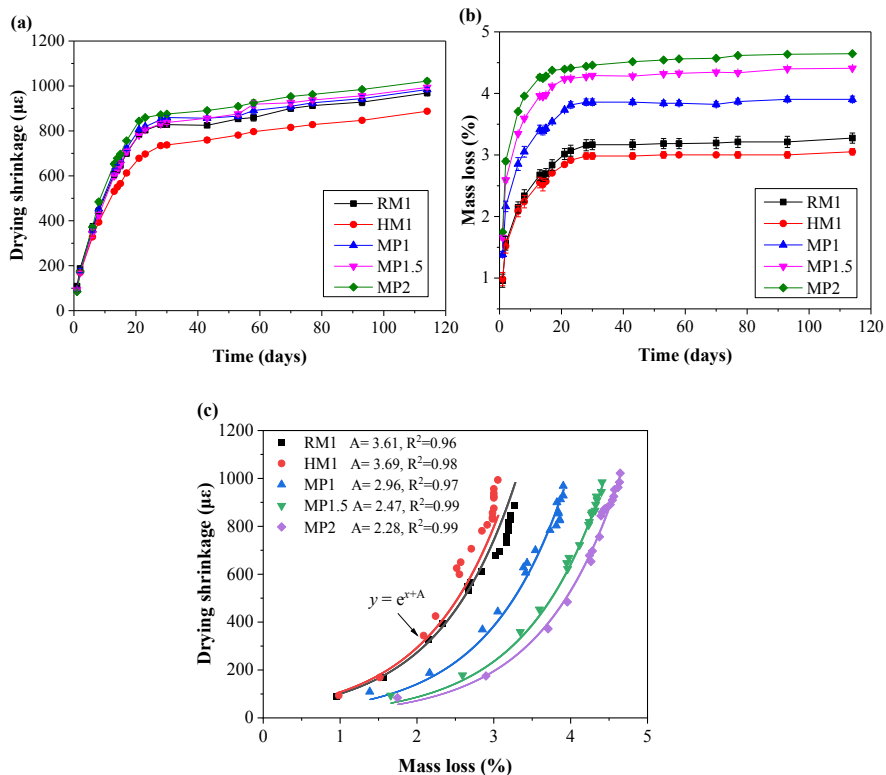 (a)
1200
1000
800
600
400
200
0
Drying shrinkage (με)
RM1
HM1
MP1
MP1.5
MP2
0 20 40 60 80 100 120
Time (days)
(b)
5
4
3
2
1
Mass loss (%)
RM1
HM1
MP1
MP1.5
MP2
0 20 40 60 80 100 120
Time (days)
(c)
1200
1000
800
600
400
200
0
Drying shrinkage (με)
RM1 A= 3.61, R²=0.96
HM1 A= 3.69, R²=0.98
MP1 A= 2.96, R²=0.97
MP1.5 A= 2.47, R²=0.99
MP2 A= 2.28, R²=0.99
y = eˣ⁺ᴬ
0 1 2 3 4 5
Mass loss (%)